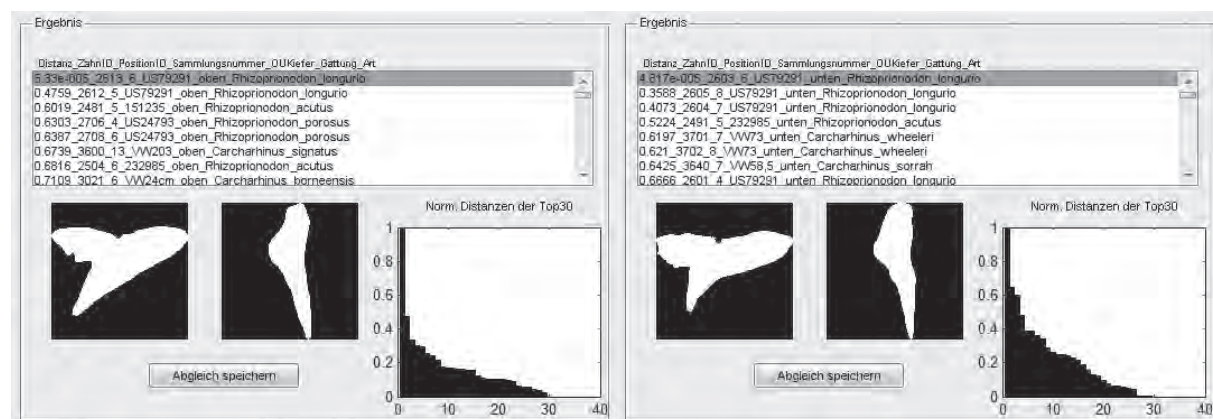 Ergebnis
Distanz_ZahnID_PositionID_Sammlungsnummer_OUKiefer_Gattung_Art
5.33e-005_2613_6_US79291_oben_Rhizoprionodon_longurio
0.4759_2612_5_US79291_oben_Rhizoprionodon_longurio
0.6019_2481_5_151235_oben_Rhizoprionodon_acutus
0.6303_2706_4_US24793_oben_Rhizoprionodon_porosus
0.6387_2708_6_US24793_oben_Rhizoprionodon_porosus
0.6739_3600_13_VW203_oben_Carcharhinus_signatus
0.6816_2504_6_232985_oben_Rhizoprionodon_acutus
0.7109_3021_6_VW24cm_oben_Carcharhinus_borneensis
Norm. Distanzen der Top30
1
0.8
0.6
0.4
0.2
0
0 10 20 30 40
Abgleich speichern
Ergebnis
Distanz_ZahnID_PositionID_Sammlungsnummer_OUKiefer_Gattung_Art
4.817e-005_2603_6_US79291_unten_Rhizoprionodon_longurio
0.3588_2605_8_US79291_unten_Rhizoprionodon_longurio
0.4073_2604_7_US79291_unten_Rhizoprionodon_longurio
0.5224_2491_5_232985_unten_Rhizoprionodon_acutus
0.6197_3701_7_VW73_unten_Carcharhinus_wheeleri
0.621_3702_8_VW73_unten_Carcharhinus_wheeleri
0.6425_3640_7_VW58,5_unten_Carcharhinus_sorrah
0.6666_2601_4_US79291_unten_Rhizoprionodon_longurio
Norm. Distanzen der Top30
1
0.8
0.6
0.4
0.2
0
0 10 20 30 40
Abgleich speichern